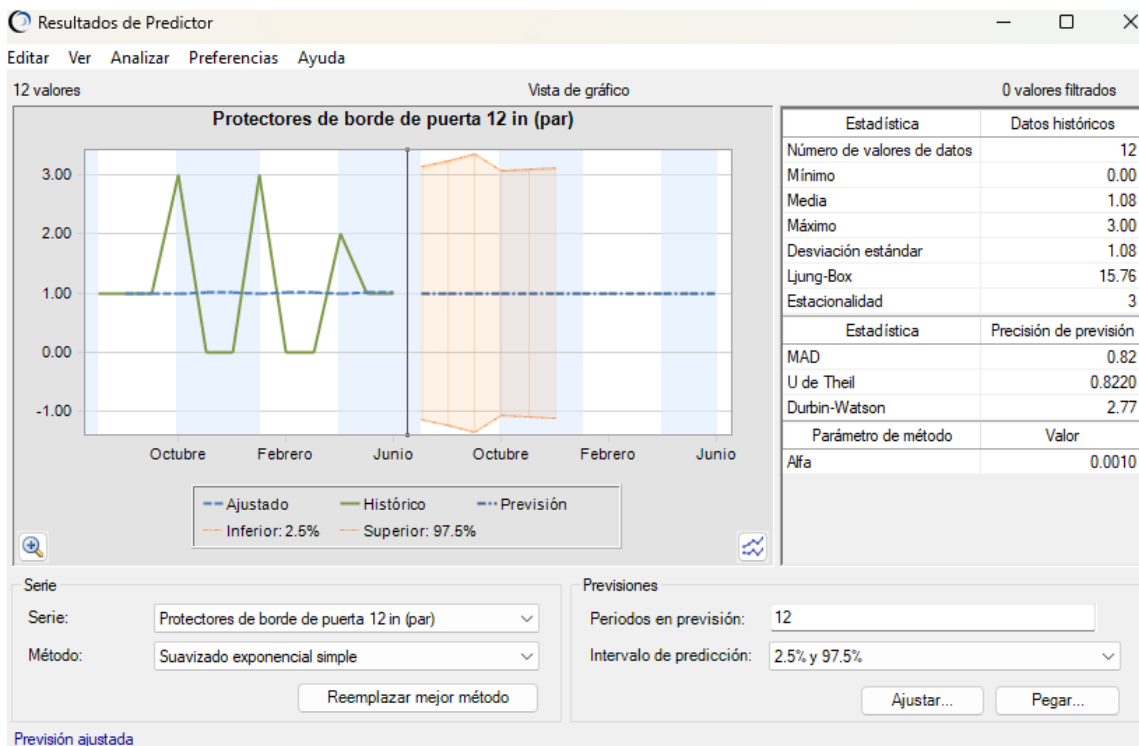 Resultados de Predictor
Editar Ver Analizar Preferencias Ayuda
12 valores Vista de gráfico 0 valores filtrados
Protectores de borde de puerta 12 in (par)
3.00
2.00
1.00
0.00
-1.00
Octubre Febrero Junio Octubre Febrero Junio
Ajustado Histórico Previsión
Inferior: 2.5% Superior: 97.5%
Estadística Datos históricos
Número de valores de datos 12
Mínimo 0.00
Media 1.08
Máximo 3.00
Desviación estándar 1.08
Ljung-Box 15.76
Estacionalidad 3
Estadística Precisión de previsión
MAD 0.82
U de Theil 0.8220
Durbin-Watson 2.77
Parámetro de método Valor
Alfa 0.0010
Serie
Serie: Protectores de borde de puerta 12 in (par)
Método: Suavizado exponencial simple
Reemplazar mejor método
Previsiones
Periodos en previsión: 12
Intervalo de predicción: 2.5% y 97.5%
Ajustar... Pegar...
Previsión ajustada